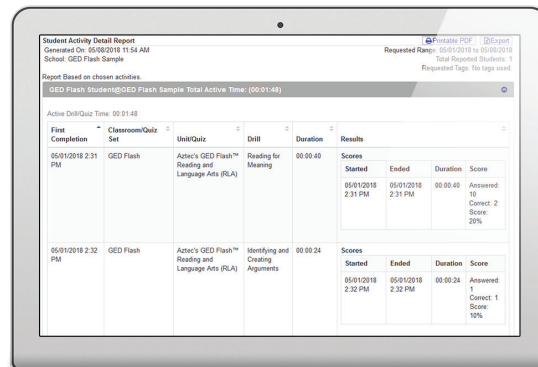 Student Activity Detail Report
Printable PDF Export
Generated On: 05/08/2018 11:54 AM
Requested Range: 05/01/2018 to 05/08/2018
School: GED Flash Sample
Total Reported Students: 1
Requested Tags: No tags used.
Report Based on chosen activities.
GED Flash Student@GED Flash Sample Total Active Time: (00:01:48)
Active Drill/Quiz Time: 00:01:48
First Completion Classroom/Quiz Set Unit/Quiz Drill Duration Results
05/01/2018 2:31 PM GED Flash Aztec's GED Flash™ Reading and Language Arts (RLA) Reading for Meaning 00:00:40
Scores
Started Ended Duration Score
05/01/2018 2:31 PM 05/01/2018 2:31 PM 00:00:40 Answered: 10 Correct: 2 Score: 20%
05/01/2018 2:32 PM GED Flash Aztec's GED Flash™ Reading and Language Arts (RLA) Identifying and Creating Arguments 00:00:24
Scores
Started Ended Duration Score
05/01/2018 2:32 PM 05/01/2018 2:32 PM 00:00:24 Answered: 1 Correct: 1 Score: 10%